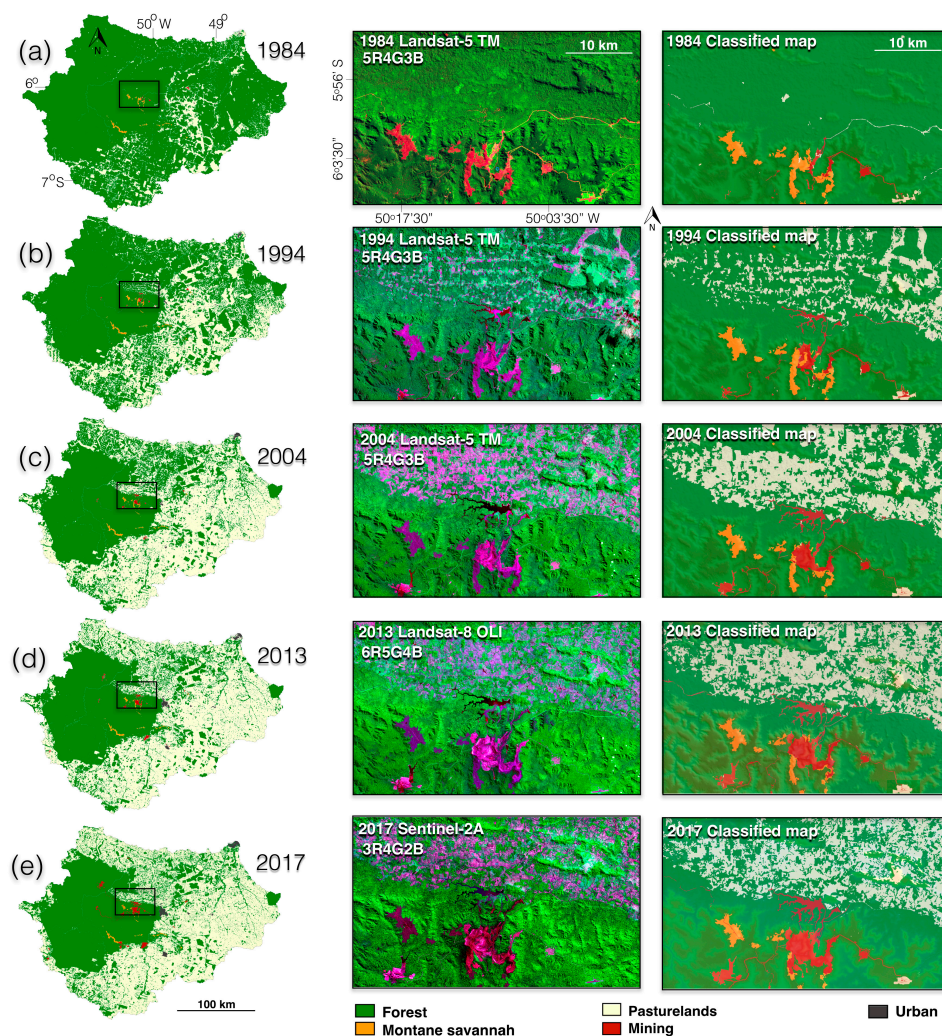 (a)
1984
50° W
49°
N
6°
7°S
1984 Landsat-5 TM
5R4G3B
10 km
5°56' S
6°3'30"
50°17'30"
50°03'30" W
1984 Classified map
10 km
N
(b)
1994
1994 Landsat-5 TM
5R4G3B
1994 Classified map
(c)
2004
2004 Landsat-5 TM
5R4G3B
2004 Classified map
(d)
2013
2013 Landsat-8 OLI
6R5G4B
2013 Classified map
(e)
2017
2017 Sentinel-2A
3R4G2B
2017 Classified map
100 km
Forest
Pasturelands
Urban
Montane savannah
Mining